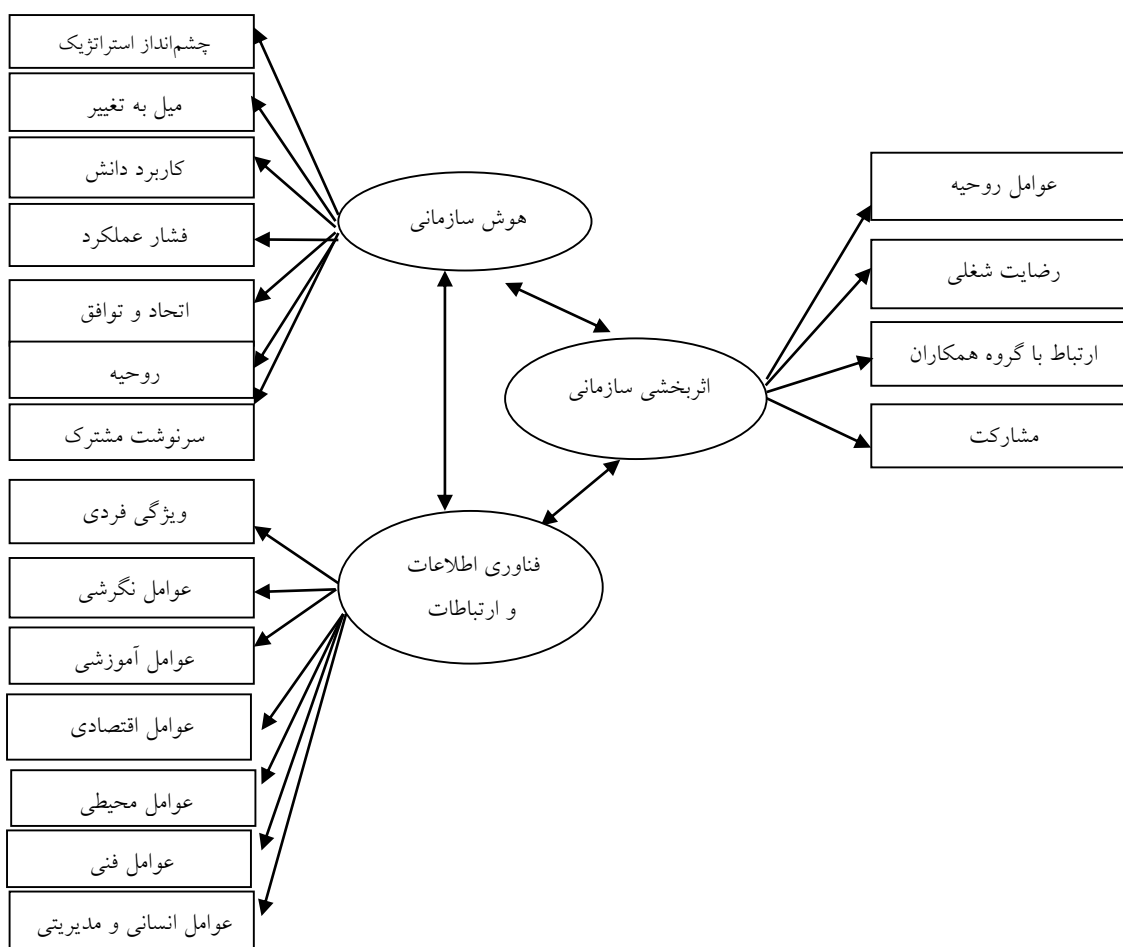 چشم‌انداز استراتژیک
میل به تغییر
کاربرد دانش
فشار عملکرد
اتحاد و توافق
روحیه
سرنوشت مشترک
هوش سازمانی
عوامل روحیه
رضایت شغلی
ارتباط با گروه همکاران
مشارکت
اثربخشی سازمانی
ویژگی فردی
عوامل نگرشی
عوامل آموزشی
عوامل اقتصادی
عوامل محیطی
عوامل فنی
عوامل انسانی و مدیریتی
فناوری اطلاعات
و ارتباطات